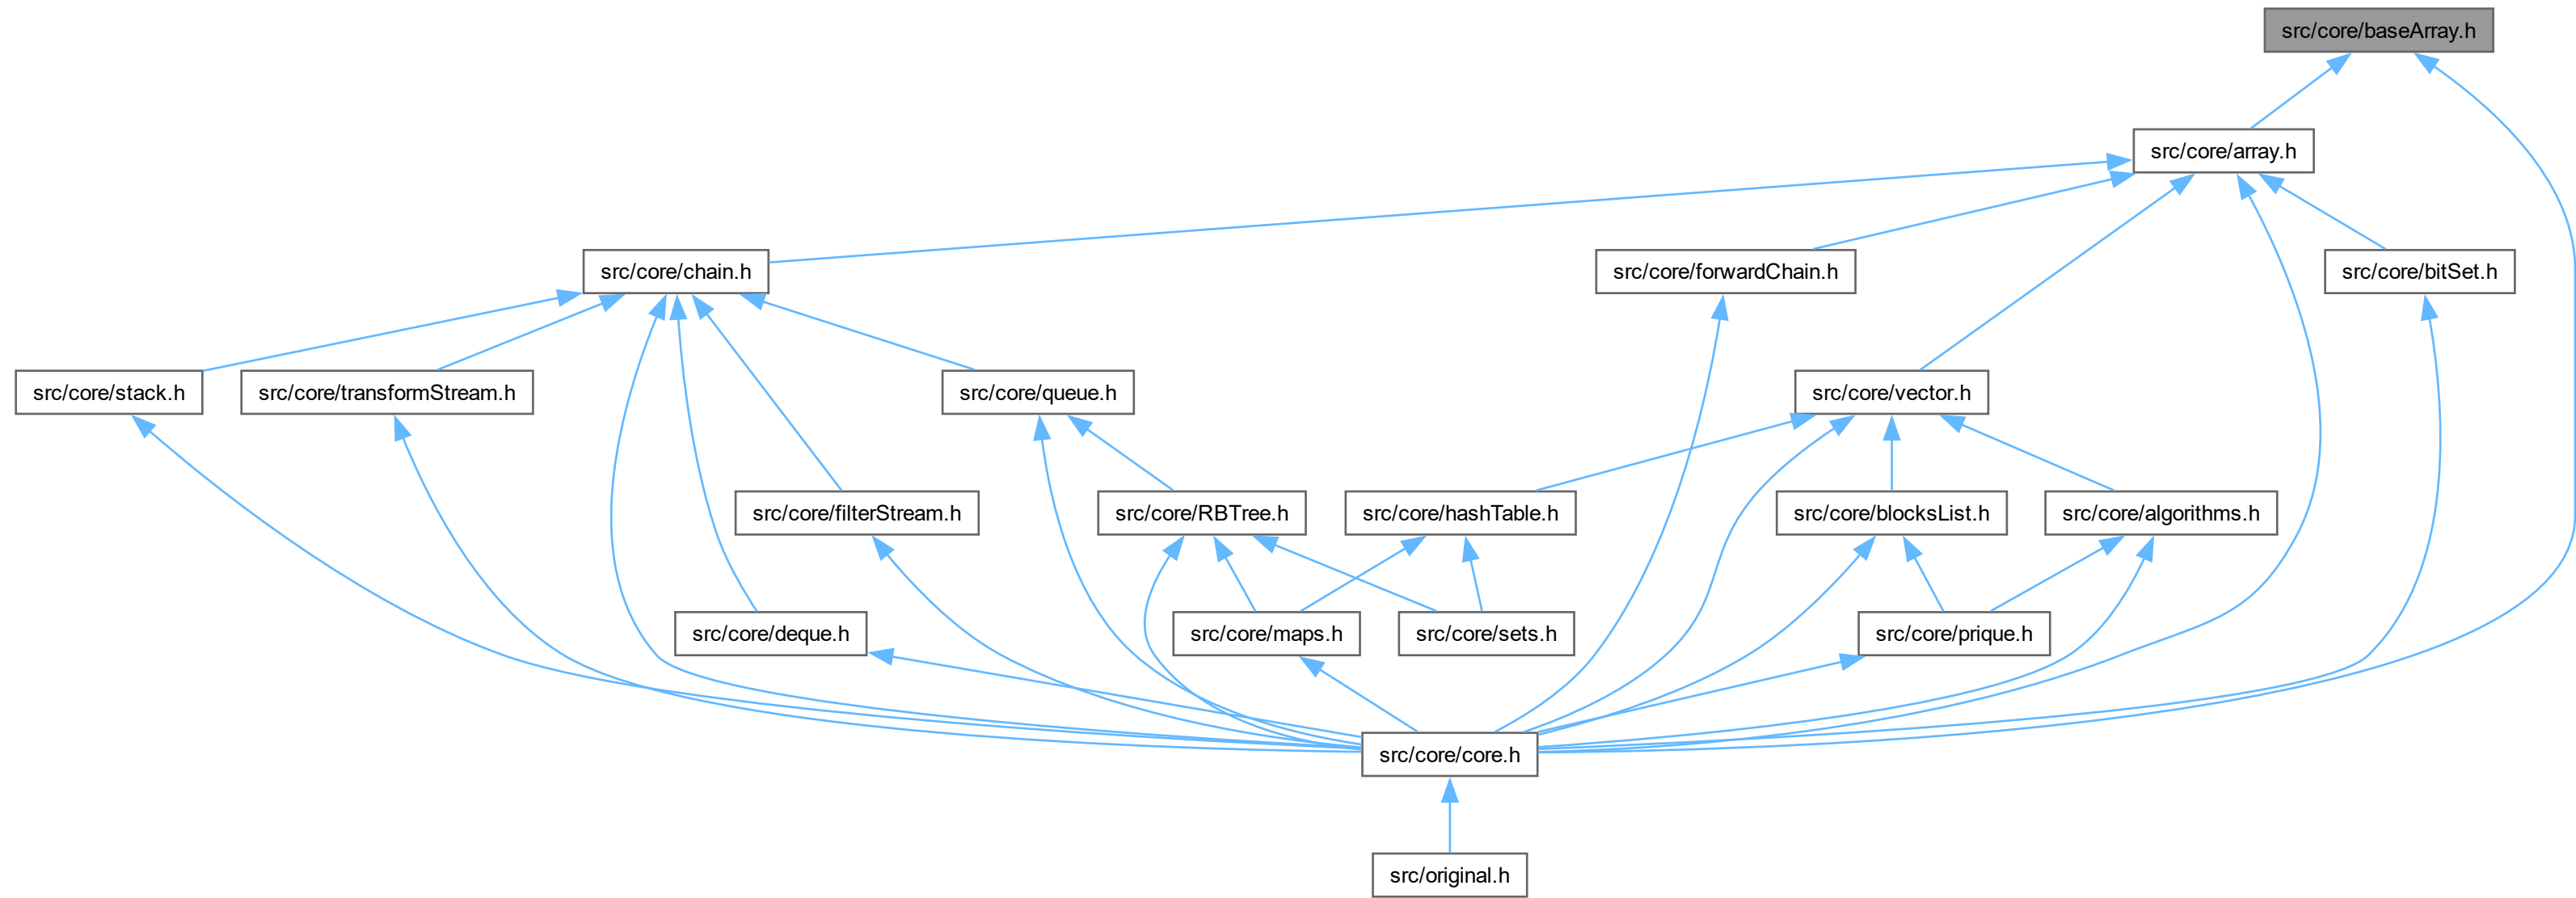 src/core/baseArray.h
src/core/array.h
src/core/chain.h
src/core/forwardChain.h
src/core/bitSet.h
src/core/stack.h
src/core/transformStream.h
src/core/queue.h
src/core/vector.h
src/core/filterStream.h
src/core/RBTree.h
src/core/hashTable.h
src/core/blocksList.h
src/core/algorithms.h
src/core/deque.h
src/core/maps.h
src/core/sets.h
src/core/prique.h
src/core/core.h
src/original.h